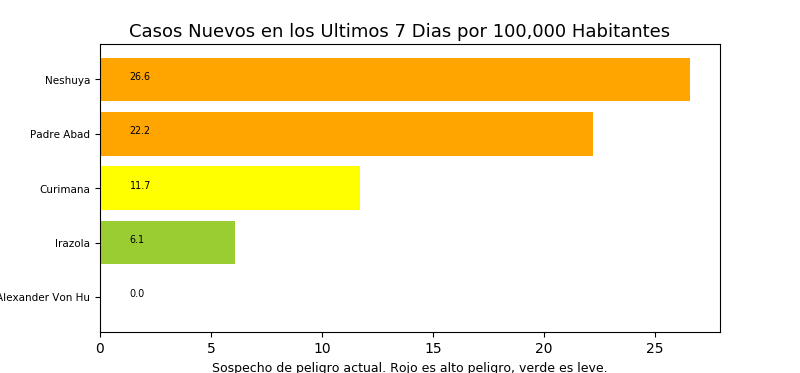 Casos Nuevos en los Ultimos 7 Dias por 100,000 Habitantes
Neshuya 26.6
Padre Abad 22.2
Curimana 11.7
Irazola 6.1
Alexander Von Hu 0.0
0 5 10 15 20 25
Sospecho de peligro actual. Rojo es alto peligro, verde es leve.